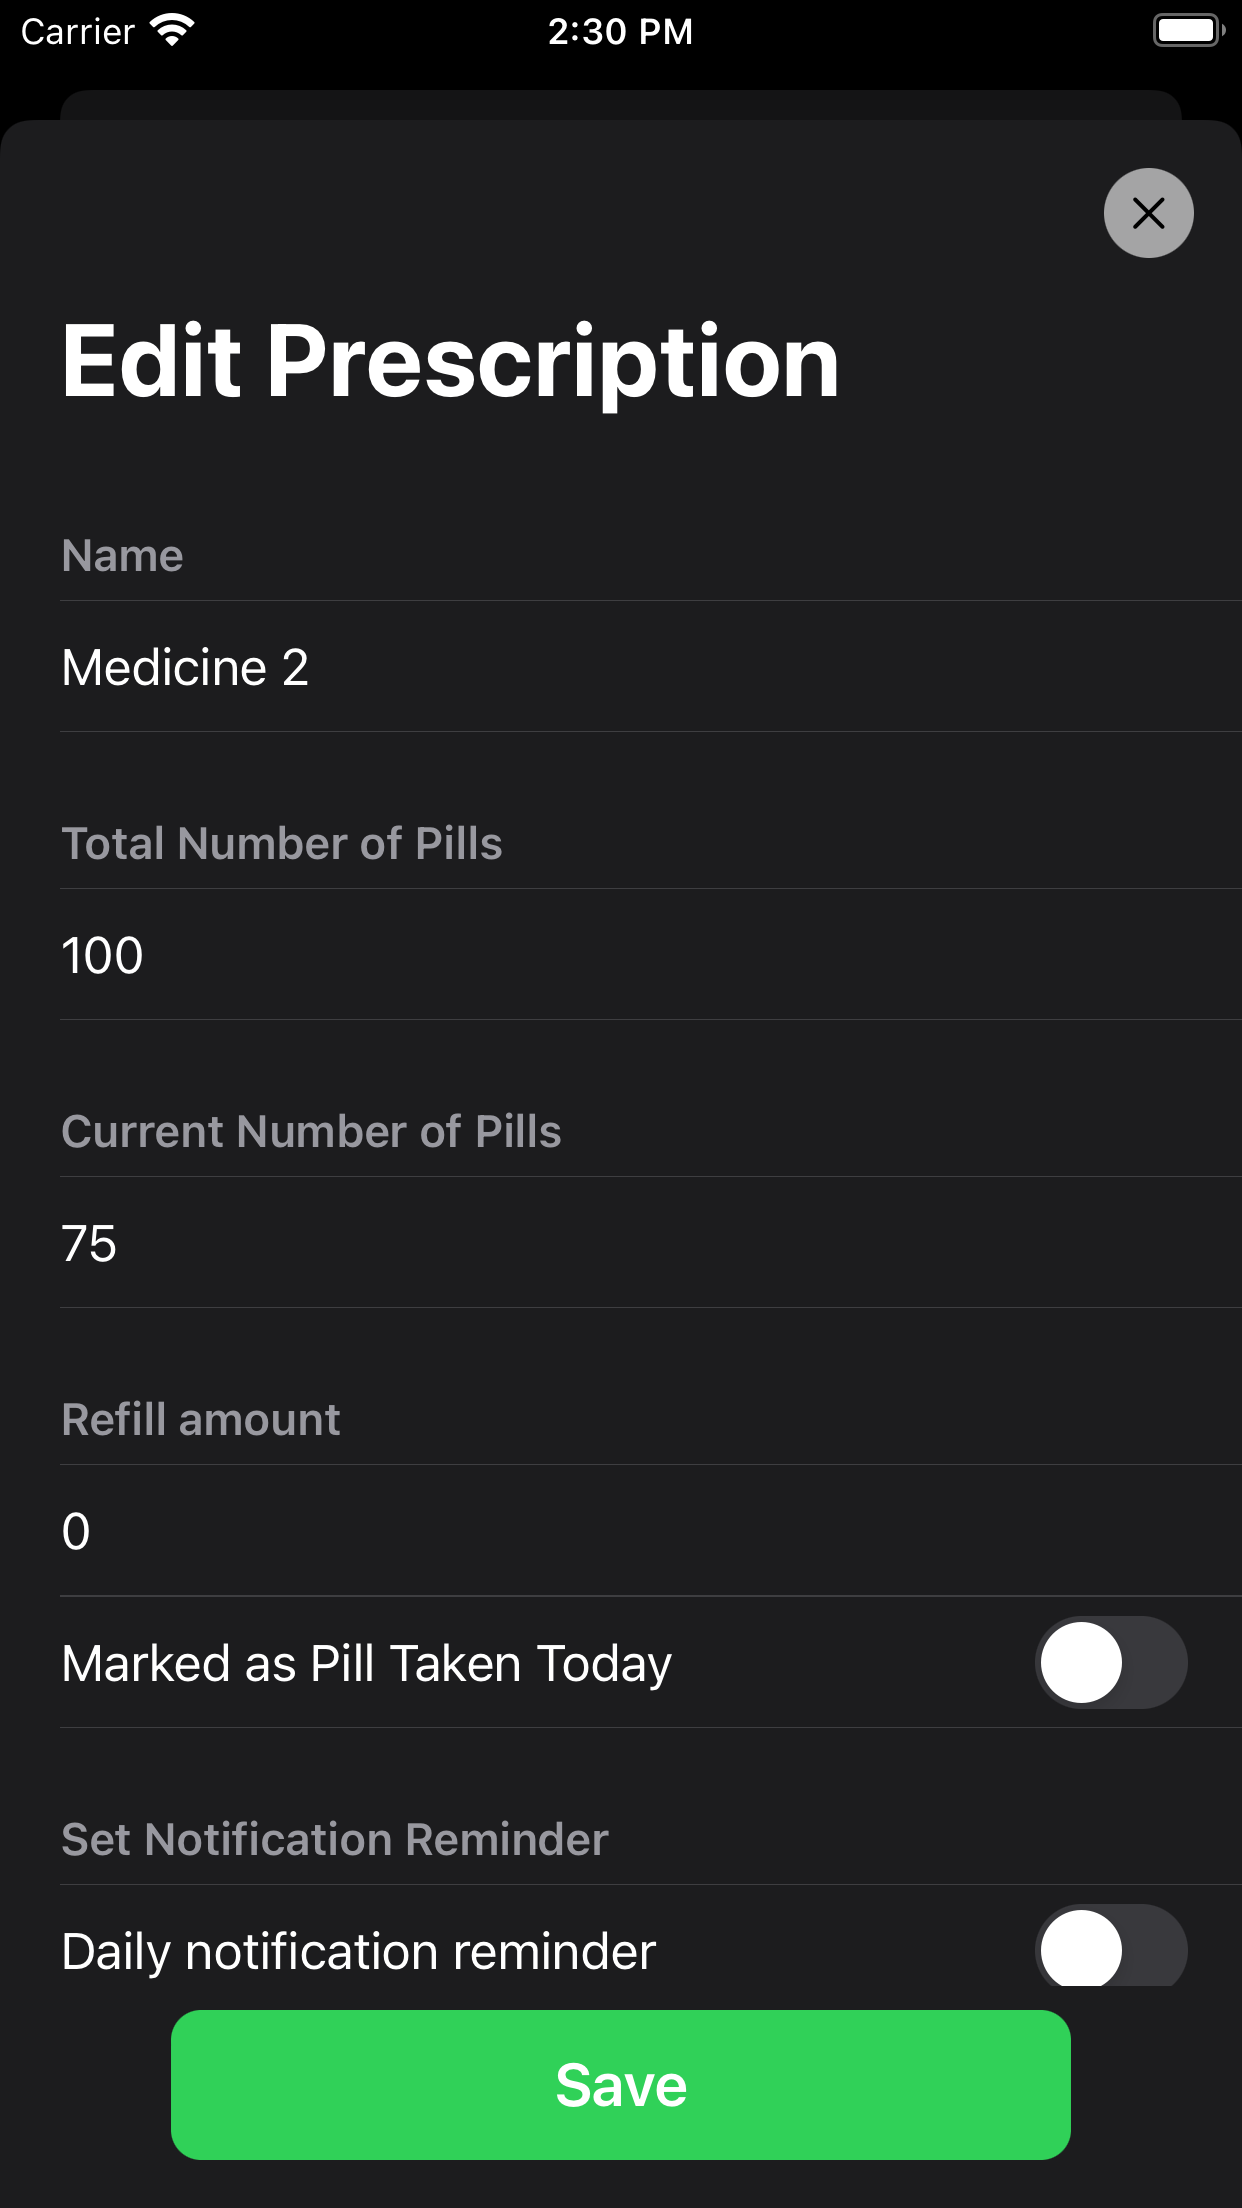 Carrier 2:30 PM
Edit Prescription
Name
Medicine 2
Total Number of Pills
100
Current Number of Pills
75
Refill amount
0
Marked as Pill Taken Today
Set Notification Reminder
Daily notification reminder
Save